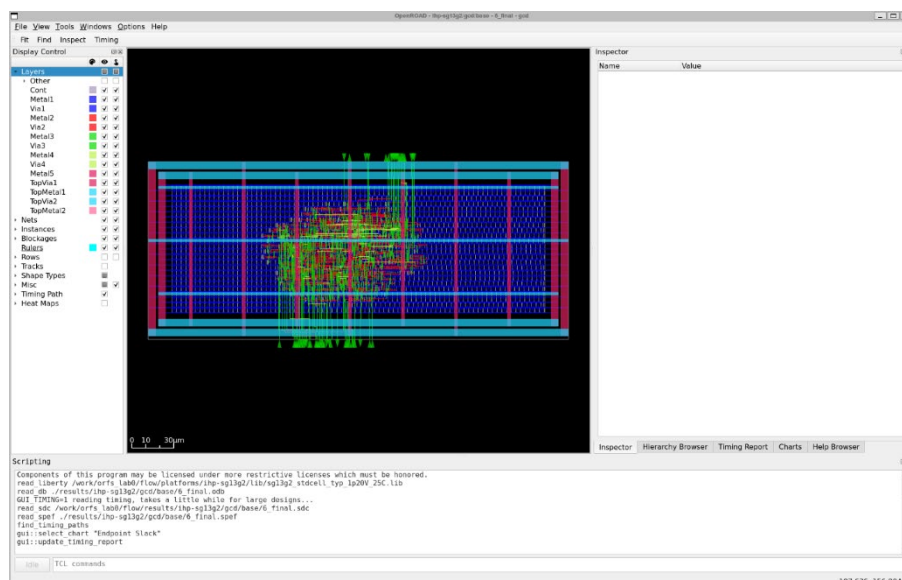 OpenROAD - ihp-sg13g2:gcd:base - 6_final - gcd
File View Tools Windows Options Help
Fit Find Inspect Timing
Display Control
Layers
Other
Cont
Metal1
Via1
Metal2
Via2
Metal3
Via3
Metal4
Via4
Metal5
TopVia1
TopMetal1
TopVia2
TopMetal2
Nets
Instances
Blockages
Rulers
Rows
Tracks
Shape Types
Misc
Timing Path
Heat Maps
0 10 30μm
Inspector
Name Value
Inspector Hierarchy Browser Timing Report Charts Help Browser
Scripting
Components of this program may be licensed under more restrictive licenses which must be honored.
read_liberty /work/orfs_lab0/flow/platforms/ihp-sg13g2/lib/sg13g2_stdcell_typ_1p20V_25C.lib
read_db ./results/ihp-sg13g2/gcd/base/6_final.odb
GUI_TIMING=1 reading timing, takes a little while for large designs...
read_sdc /work/orfs_lab0/flow/results/ihp-sg13g2/gcd/base/6_final.sdc
read_spef ./results/ihp-sg13g2/gcd/base/6_final.spef
find_timing_paths
gui::select_chart "Endpoint Slack"
gui::update_timing_report
Idle TCL commands